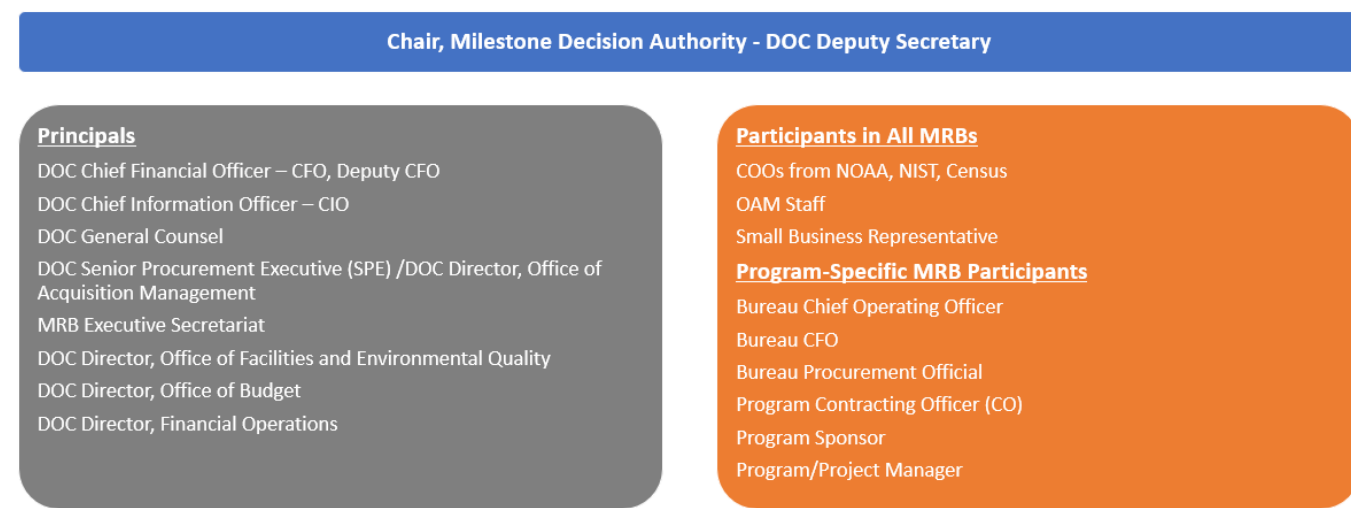 Chair, Milestone Decision Authority - DOC Deputy Secretary
Principals
DOC Chief Financial Officer – CFO, Deputy CFO
DOC Chief Information Officer – CIO
DOC General Counsel
DOC Senior Procurement Executive (SPE) /DOC Director, Office of
Acquisition Management
MRB Executive Secretariat
DOC Director, Office of Facilities and Environmental Quality
DOC Director, Office of Budget
DOC Director, Financial Operations
Participants in All MRBs
COOs from NOAA, NIST, Census
OAM Staff
Small Business Representative
Program-Specific MRB Participants
Bureau Chief Operating Officer
Bureau CFO
Bureau Procurement Official
Program Contracting Officer (CO)
Program Sponsor
Program/Project Manager